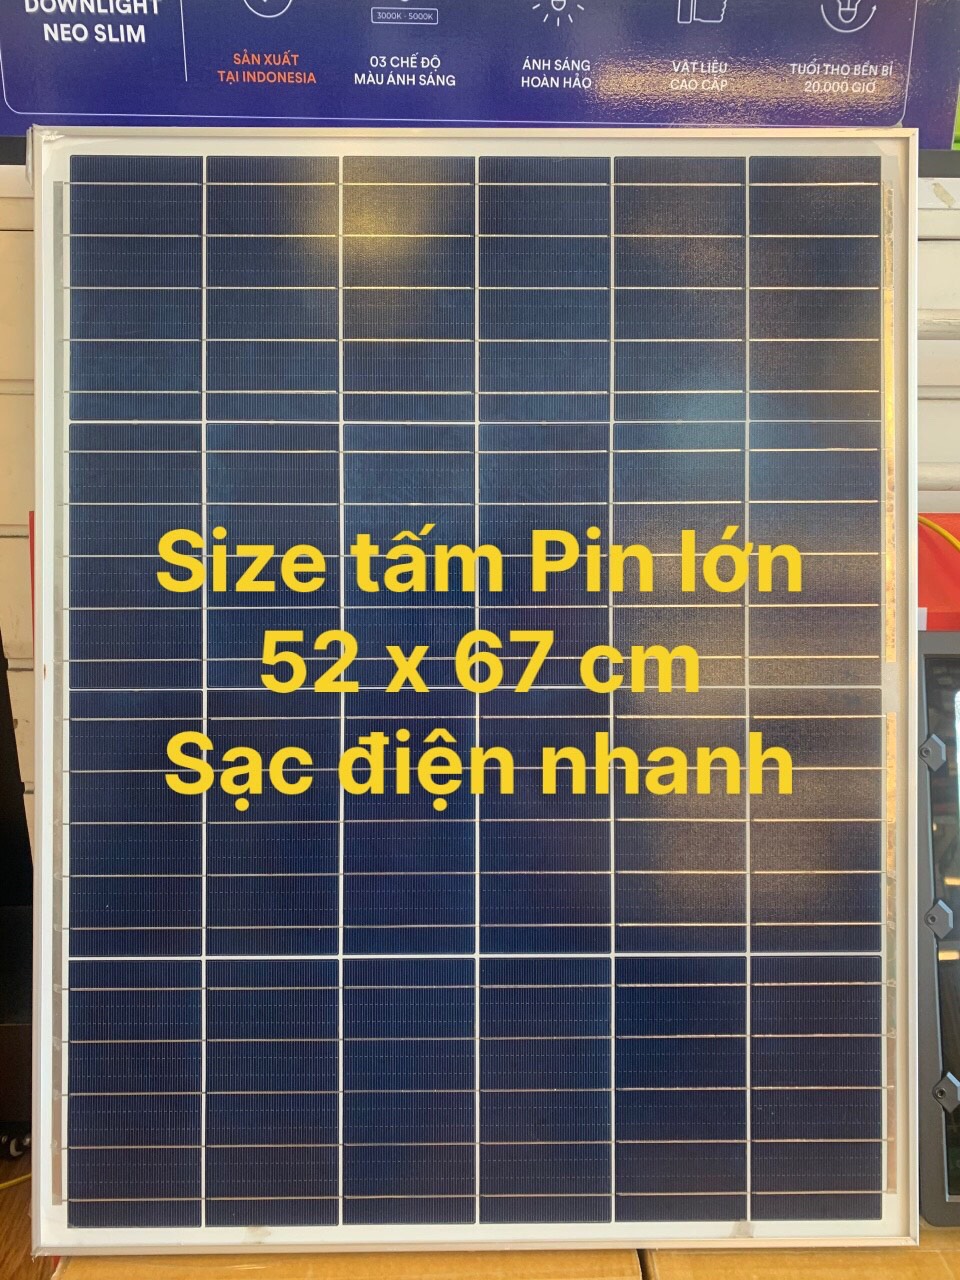 DOWNLIGHT
NEO SLIM
3000K - 5000K
SẢN XUẤT
TẠI INDONESIA
03 CHẾ ĐỘ
MÀU ÁNH SÁNG
ÁNH SÁNG
HOÀN HẢO
VẬT LIỆU
CAO CẤP
TUỔI THỌ BỀN BỈ
20.000 GIỜ
Size tấm Pin lớn
52 x 67 cm
Sạc điện nhanh